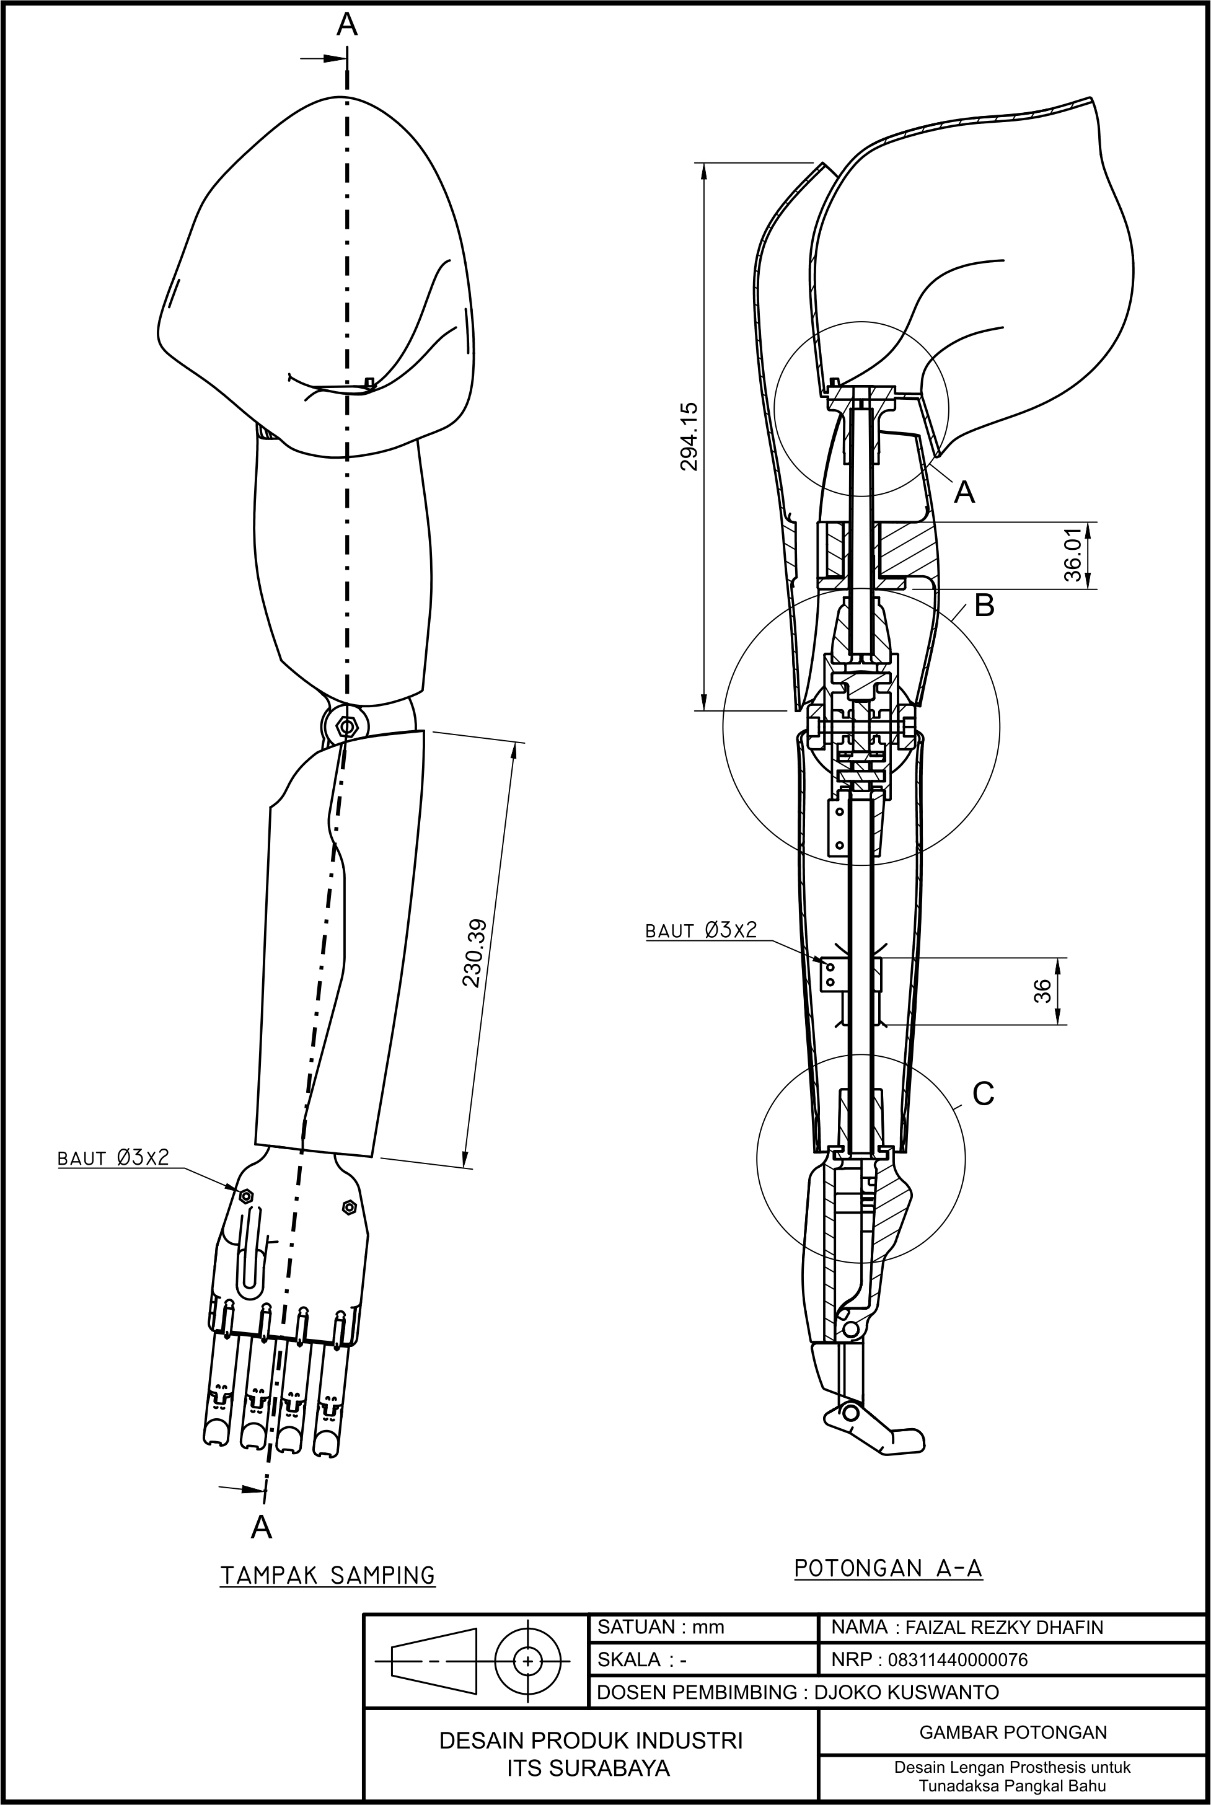 A
294.15
A
36.01
B
230.39
BAUT Ø3X2
36
C
BAUT Ø3X2
A
TAMPAK SAMPING
POTONGAN A-A
SATUAN : mm
NAMA : FAIZAL REZKY DHAFIN
SKALA : -
NRP : 08311440000076
DOSEN PEMBIMBING : DJOKO KUSWANTO
DESAIN PRODUK INDUSTRI
ITS SURABAYA
GAMBAR POTONGAN
Desain Lengan Prosthesis untuk
Tunadaksa Pangkal Bahu